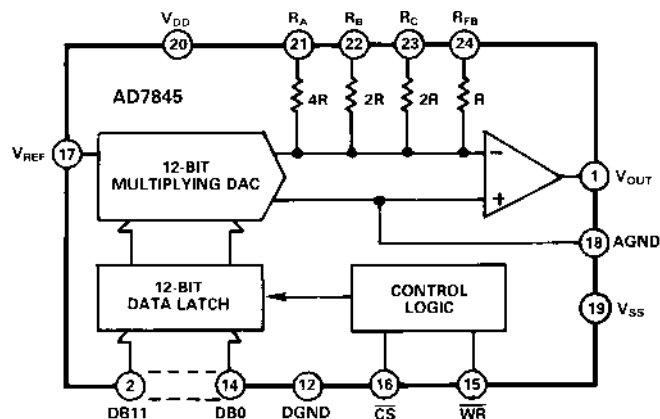 VDD RA RB RC RFB
20 21 22 23 24
AD7845 4R 2R 2R R
VREF 17 12-BIT MULTIPLYING DAC − + 1 VOUT
18 AGND
12-BIT DATA LATCH CONTROL LOGIC 19 VSS
2 14 12 16 15
DB11 DB0 DGND C̅S̅ W̅R̅